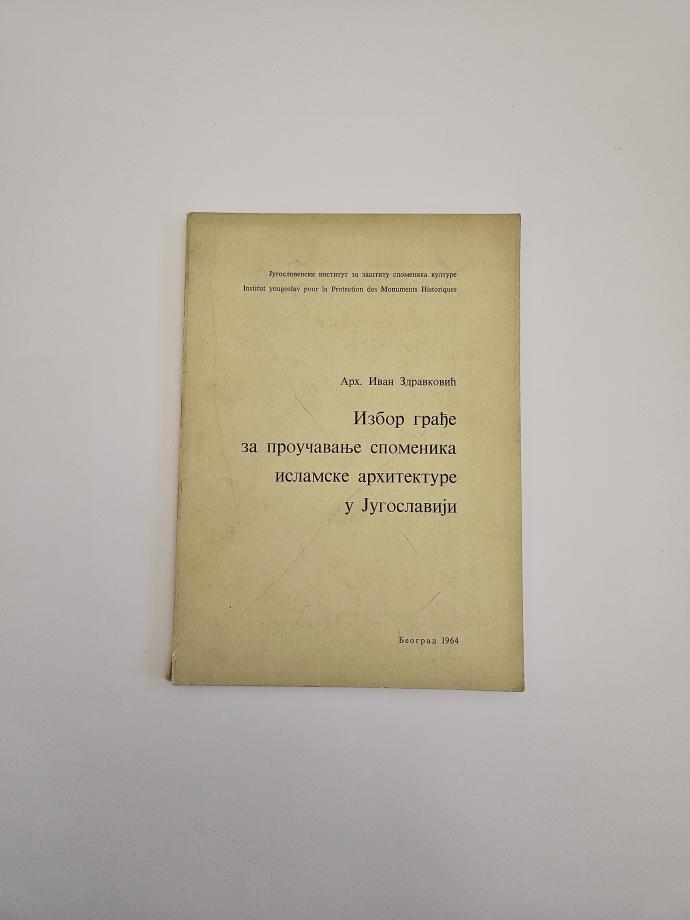 Југословенски институт за заштиту споменика културе
Institut yougoslav pour la Protection des Monuments Historiques
Арх. Иван Здравковић
Избор грађе
за проучавање споменика
исламске архитектуре
у Југославији
Београд 1964